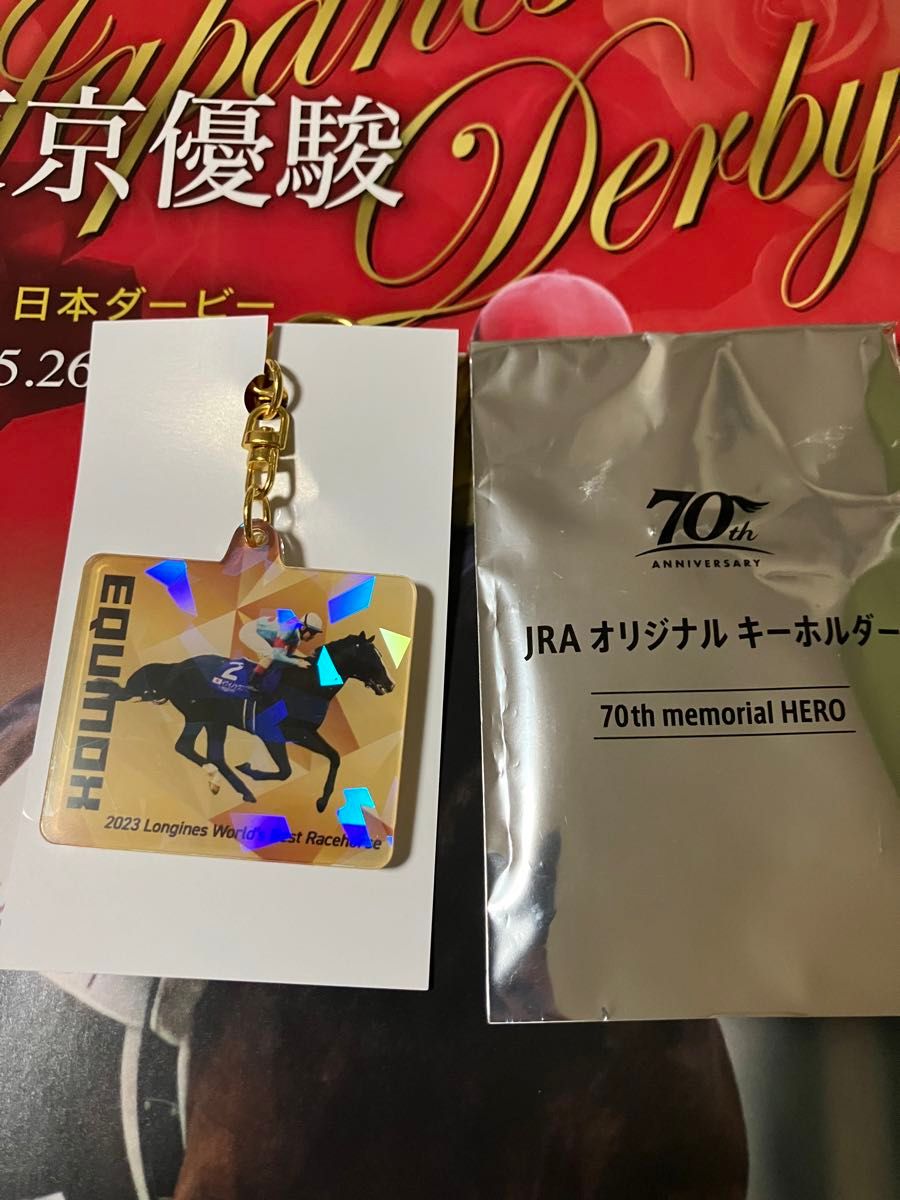 Japanese
Derby
京優駿
日本ダービー
5.26
EQUINOX
2
2023 Longines World's Best Racehorse
70th
ANNIVERSARY
JRA オリジナル キーホルダー
70th memorial HERO